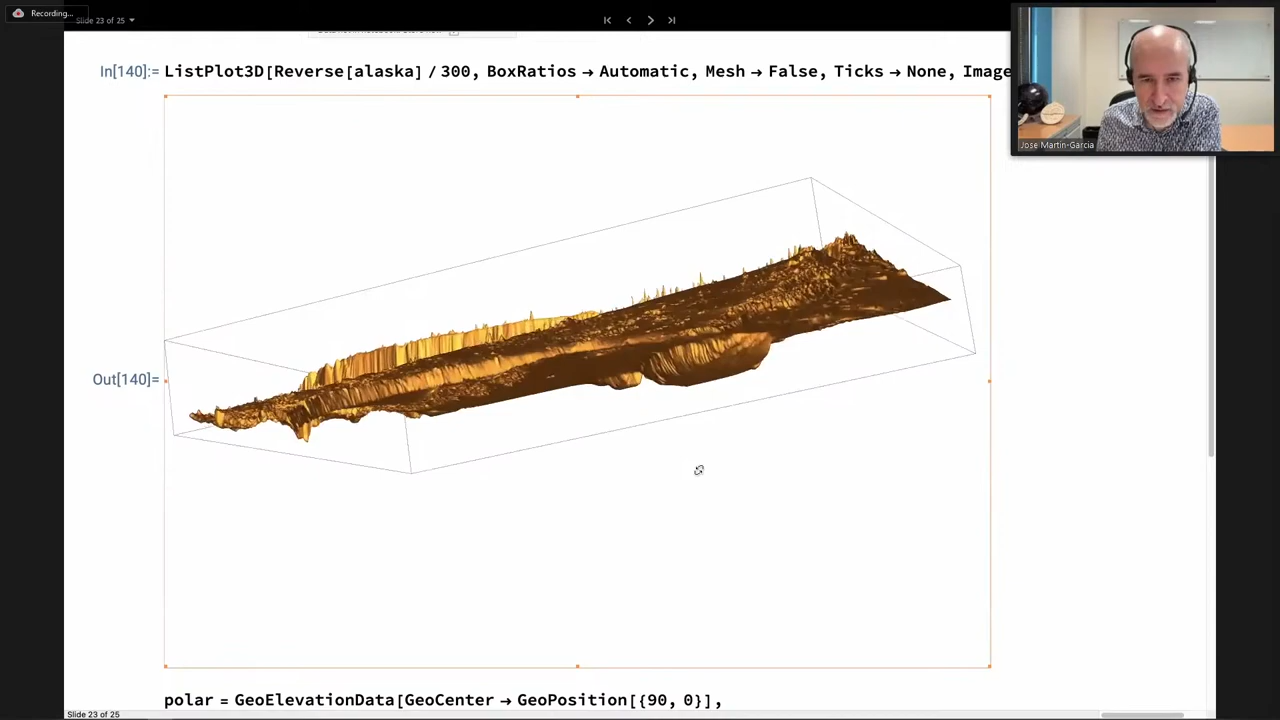 Recording...
Slide 23 of 25
In[140]:= ListPlot3D[Reverse[alaska] / 300, BoxRatios → Automatic, Mesh → False, Ticks → None, Image
Jose Martin-Garcia
Out[140]=
polar = GeoElevationData[GeoCenter → GeoPosition[{90, 0}],
Slide 23 of 25